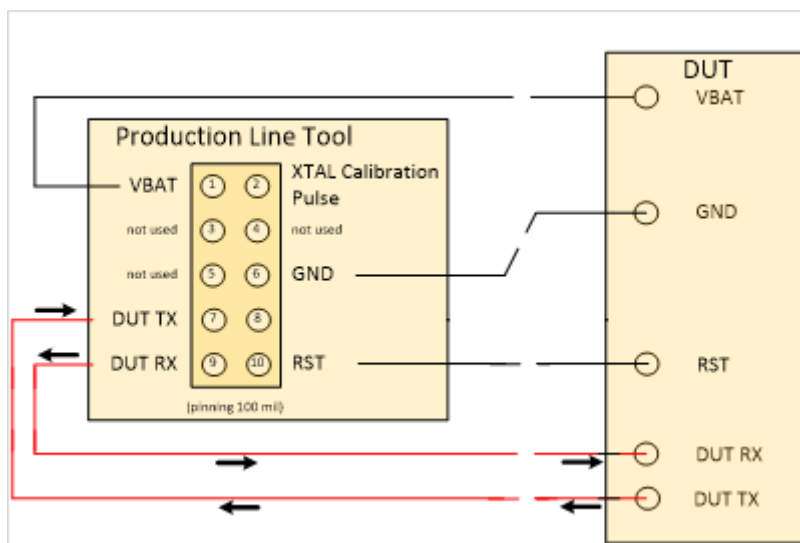 DUT
VBAT
Production Line Tool
VBAT
1
2
XTAL Calibration
Pulse
GND
not used
3
4
not used
not used
5
6
GND
DUT TX
7
8
DUT RX
9
10
RST
RST
(pinning 100 mil)
DUT RX
DUT TX